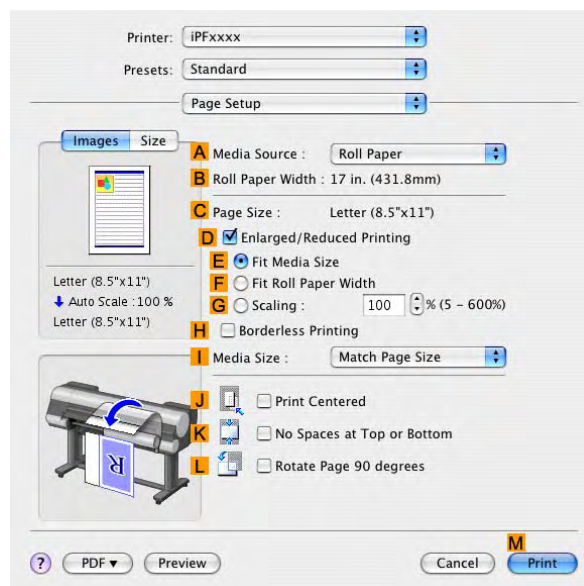 Printer: iPFxxxx
Presets: Standard
Page Setup
Images Size
A Media Source : Roll Paper
B Roll Paper Width : 17 in. (431.8mm)
C Page Size : Letter (8.5"x11")
D Enlarged/Reduced Printing
E Fit Media Size
F Fit Roll Paper Width
G Scaling : 100 % (5 - 600%)
Letter (8.5"x11")
Auto Scale :100 %
Letter (8.5"x11")
H Borderless Printing
I Media Size : Match Page Size
J Print Centered
K No Spaces at Top or Bottom
L Rotate Page 90 degrees
R
M
? PDF ▼ Preview Cancel Print